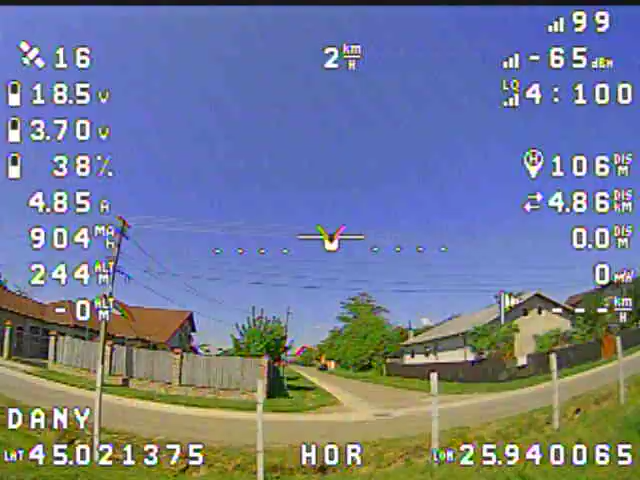 99
16 2 km/H -65 dBm
18.5 V LQ 4:100
3.70 V
38% H 106 DIS M
4.85 A 4.86 DIS KM
904 MAH 0.0 DIS M
244 ALT M 0 mW
-0 ALT M --- km/H
DANY
LAT 45.021375 HOR LON 25.940065